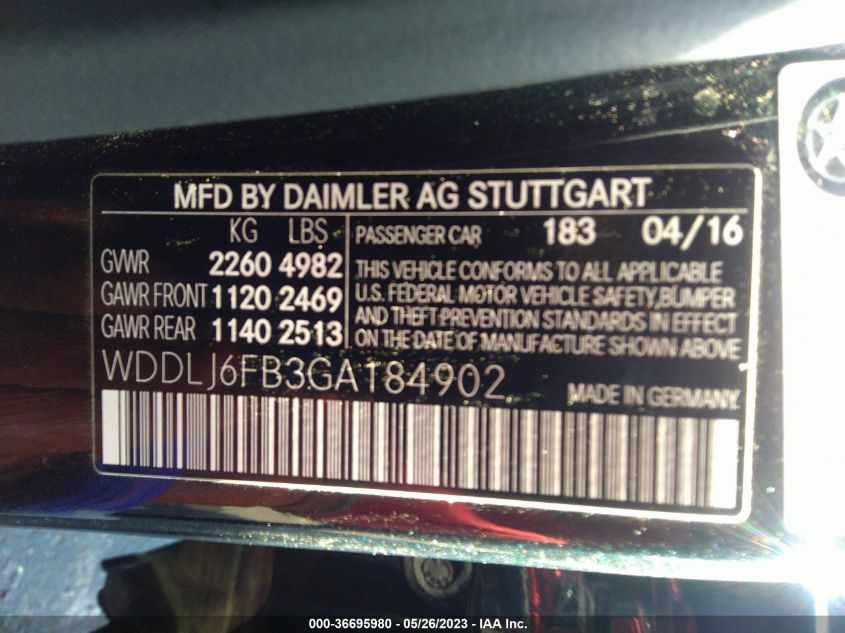 MFD BY DAIMLER AG STUTTGART
KG LBS
GVWR 2260 4982
GAWR FRONT 1120 2469
GAWR REAR 1140 2513
PASSENGER CAR 183 04/16
THIS VEHICLE CONFORMS TO ALL APPLICABLE
U.S. FEDERAL MOTOR VEHICLE SAFETY, BUMPER
AND THEFT PREVENTION STANDARDS IN EFFECT
ON THE DATE OF MANUFACTURE SHOWN ABOVE
WDDLJ6FB3GA184902
MADE IN GERMANY
000-36695980 - 05/26/2023 - IAA Inc.